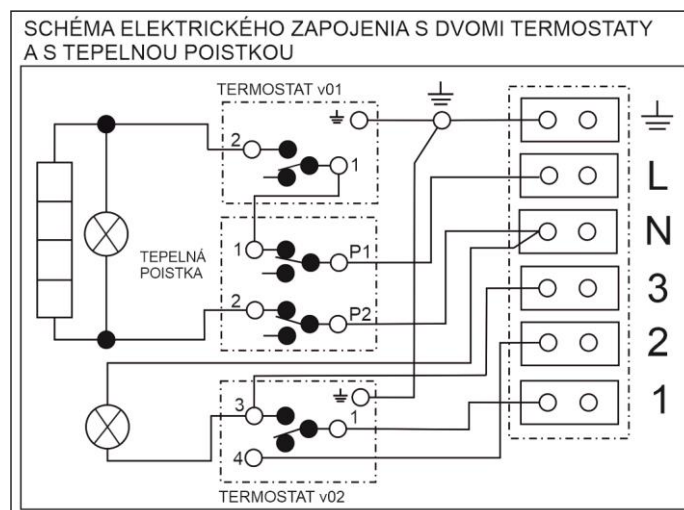 SCHÉMA ELEKTRICKÉHO ZAPOJENIA S DVOMI TERMOSTATY
A S TEPELNOU POISTKOU
TERMOSTAT v01
2
1
L
N
TEPELNÁ
POISTKA
1
P1
2
P2
3
2
3
1
4
1
TERMOSTAT v02